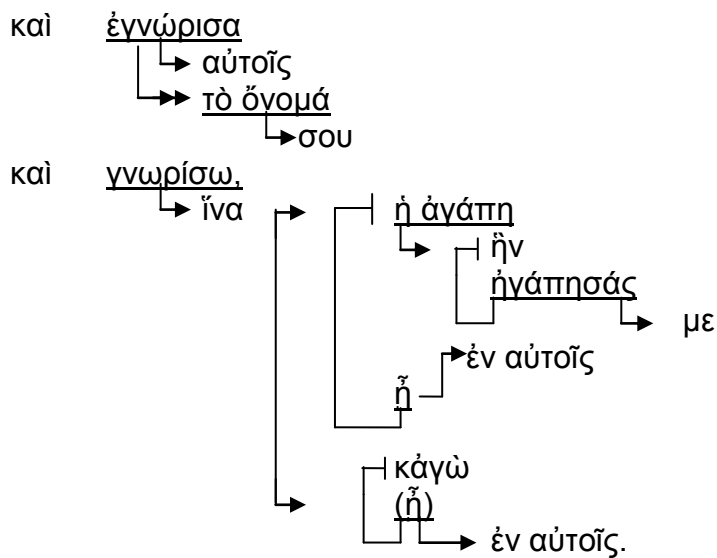 καὶ ἐγνώρισα
αὐτοῖς
τὸ ὄνομά
σου
καὶ γνωρίσω,
ἵνα ἡ ἀγάπη
ἣν
ἠγάπησάς
με
ἐν αὐτοῖς
ᾖ
κἀγὼ
(ᾖ)
ἐν αὐτοῖς.